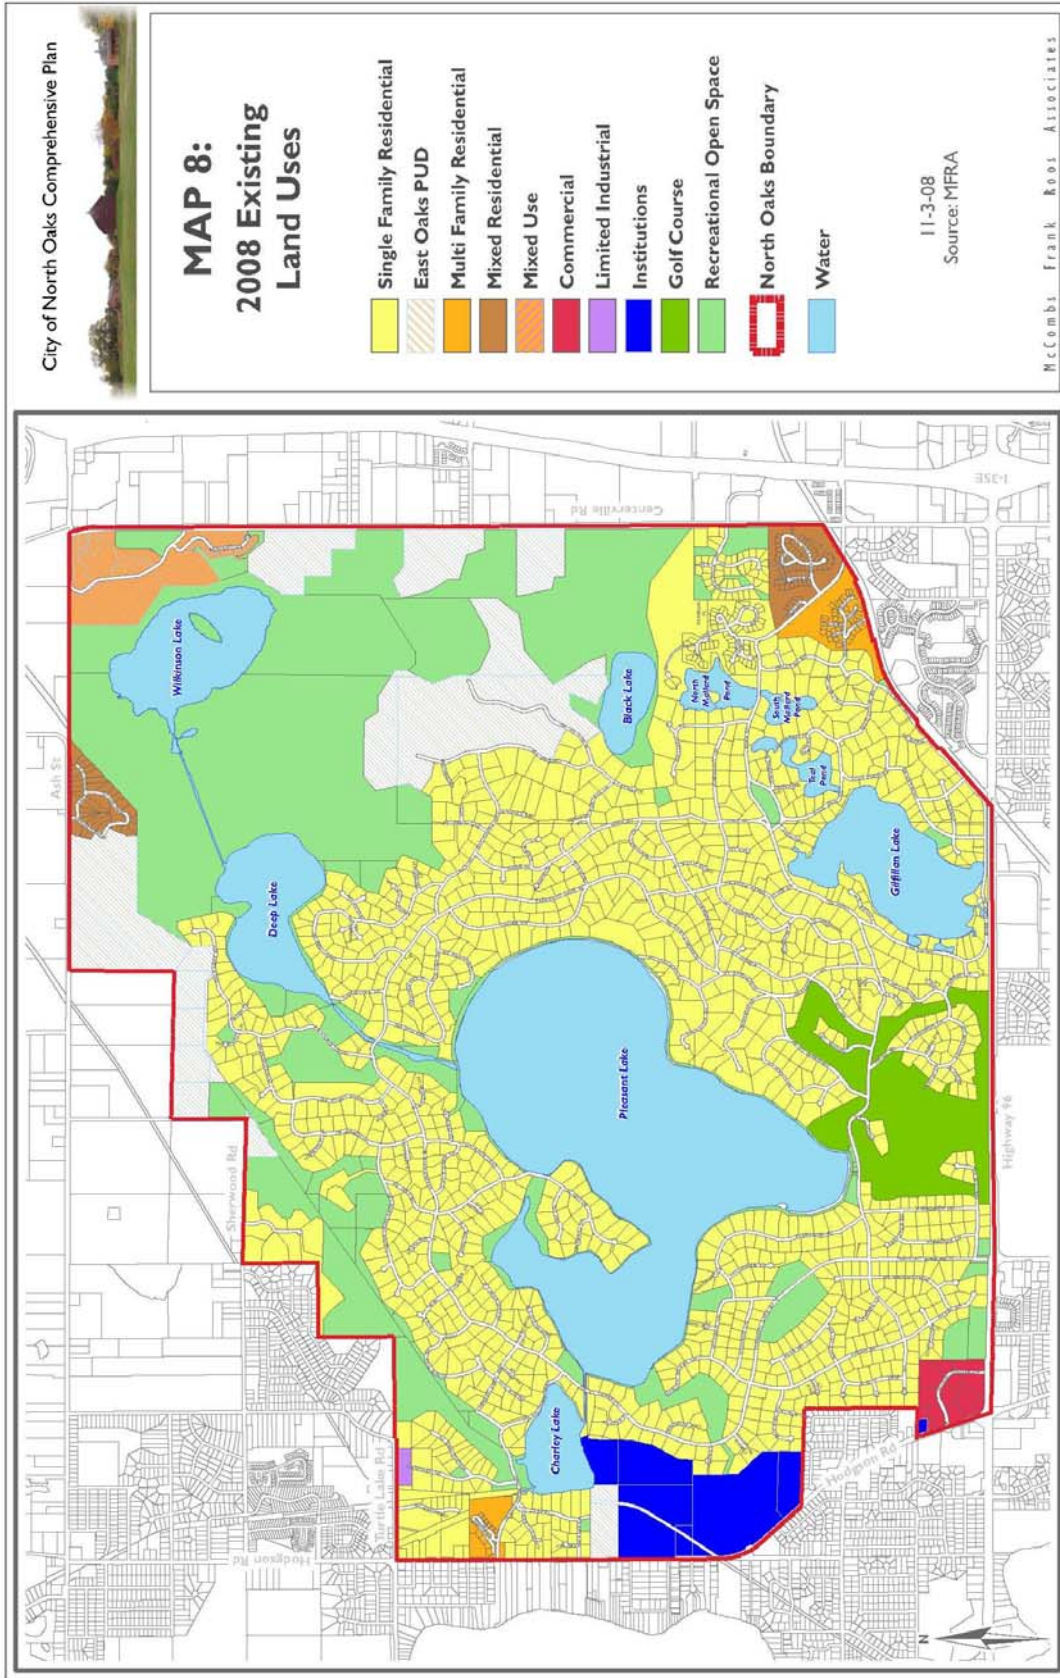 City of North Oaks Comprehensive Plan
MAP 8:
2008 Existing
Land Uses
Single Family Residential
East Oaks PUD
Multi Family Residential
Mixed Residential
Mixed Use
Commercial
Limited Industrial
Institutions
Golf Course
Recreational Open Space
North Oaks Boundary
Water
11-3-08
Source: MFRA
McCombs Frank Roos Associates
Ash St
Centerville Rd
I-35E
Wilkinson Lake
Deep Lake
Black Lake
North
Mallard
Pond
South
Mallard
Pond
Teal
Pond
Gilfillan Lake
Pleasant Lake
Charley Lake
Sherwood Rd
Turtle Lake Rd
Hodgson Rd
Hodgson Rd
Highway 96
N